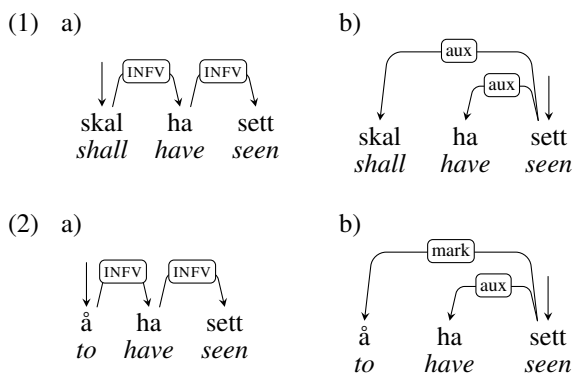 (1) a) b)
INFV INFV aux
aux
skal ha sett skal ha sett
shall have seen shall have seen
(2) a) b)
INFV INFV mark
aux
å ha sett å ha sett
to have seen to have seen